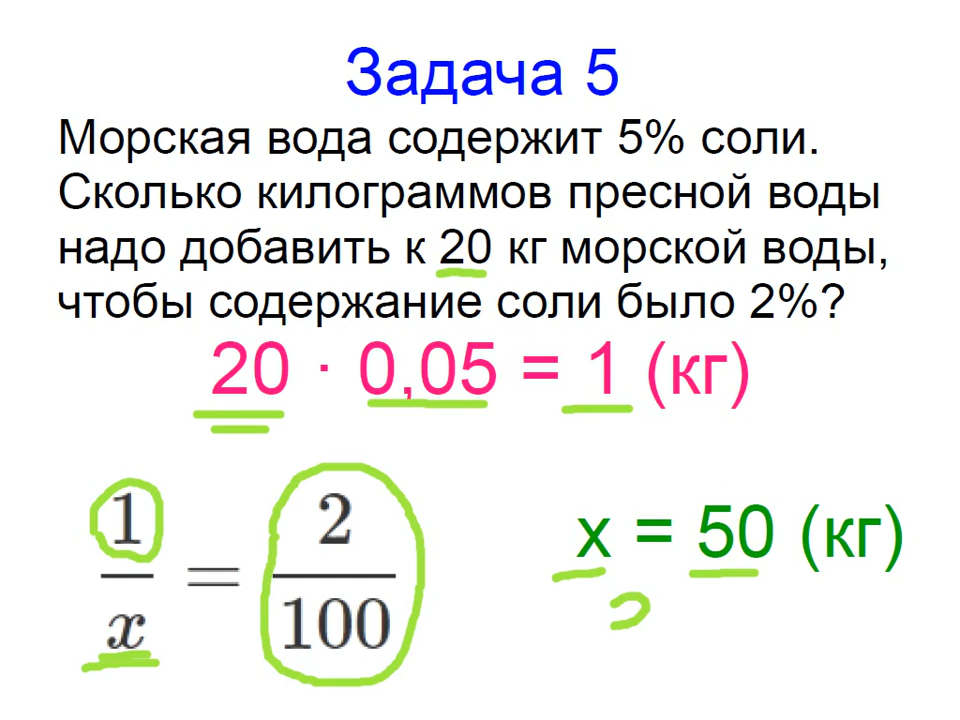 Задача 5
Морская вода содержит 5% соли.
Сколько килограммов пресной воды
надо добавить к 20 кг морской воды,
чтобы содержание соли было 2%?
20 · 0,05 = 1 (кг)
1/x = 2/100
x = 50 (кг)